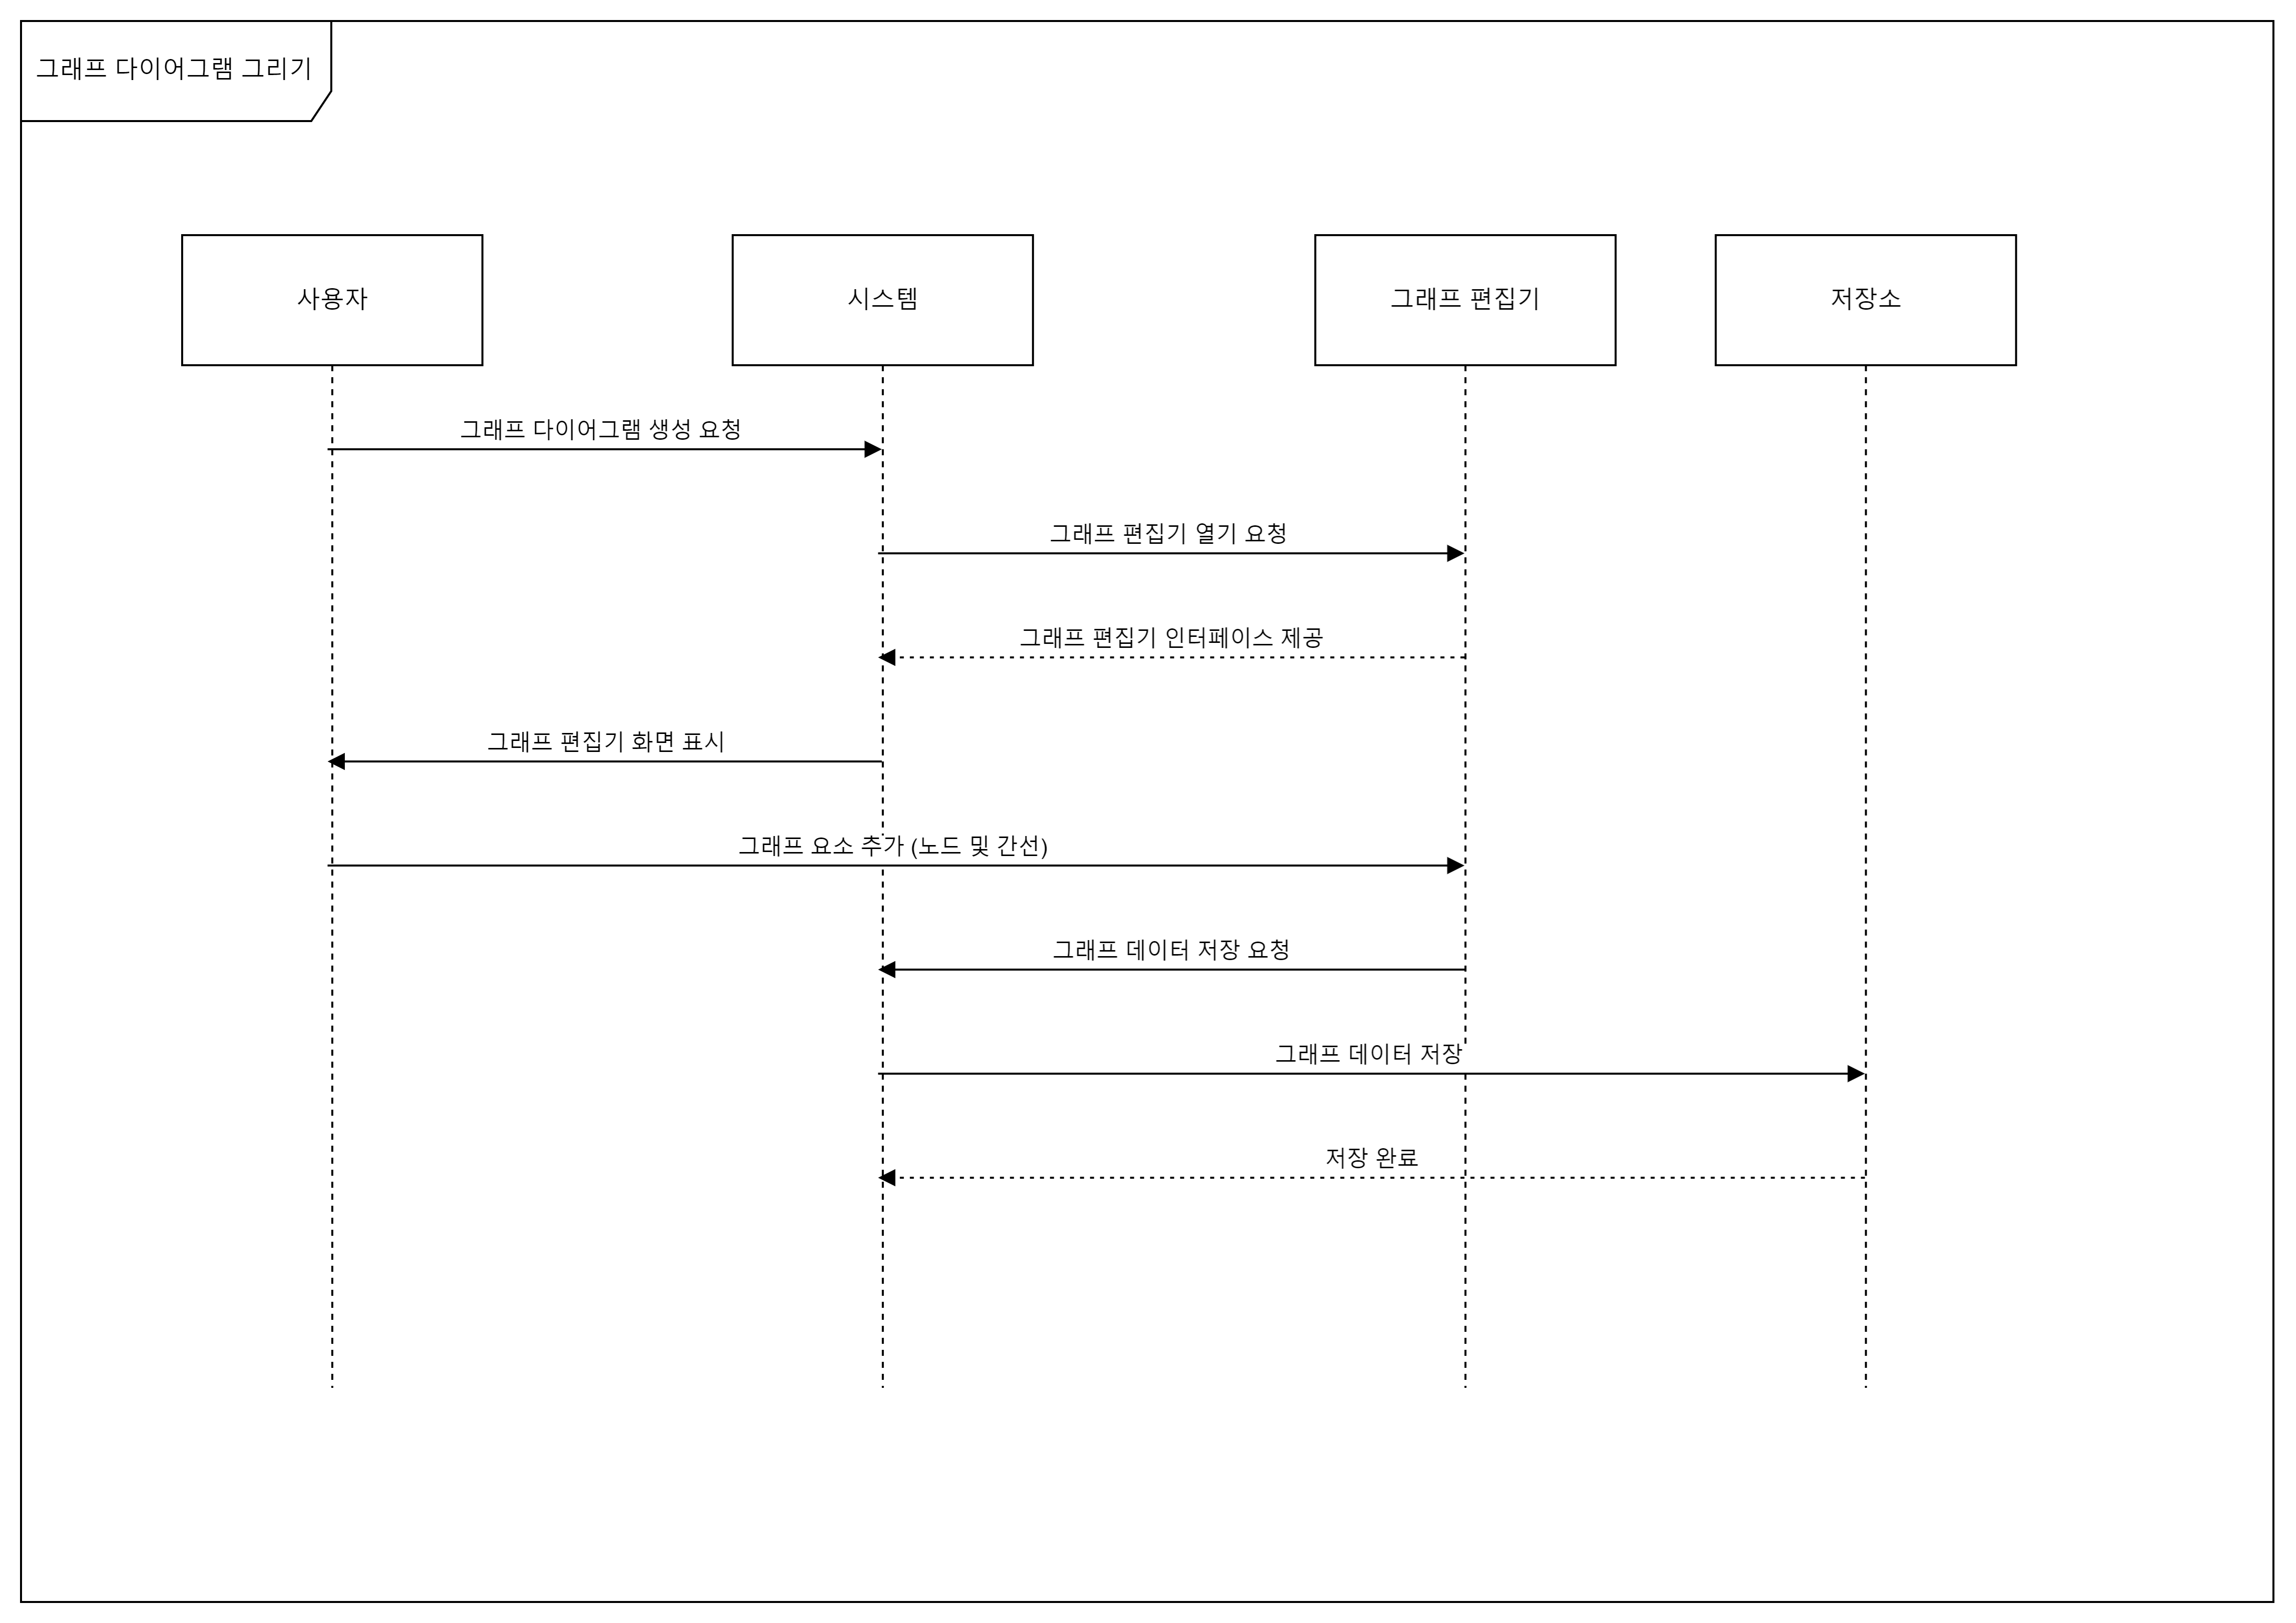 그래프 다이어그램 그리기
사용자
시스템
그래프 편집기
저장소
그래프 다이어그램 생성 요청
그래프 편집기 열기 요청
그래프 편집기 인터페이스 제공
그래프 편집기 화면 표시
그래프 요소 추가 (노드 및 간선)
그래프 데이터 저장 요청
그래프 데이터 저장
저장 완료